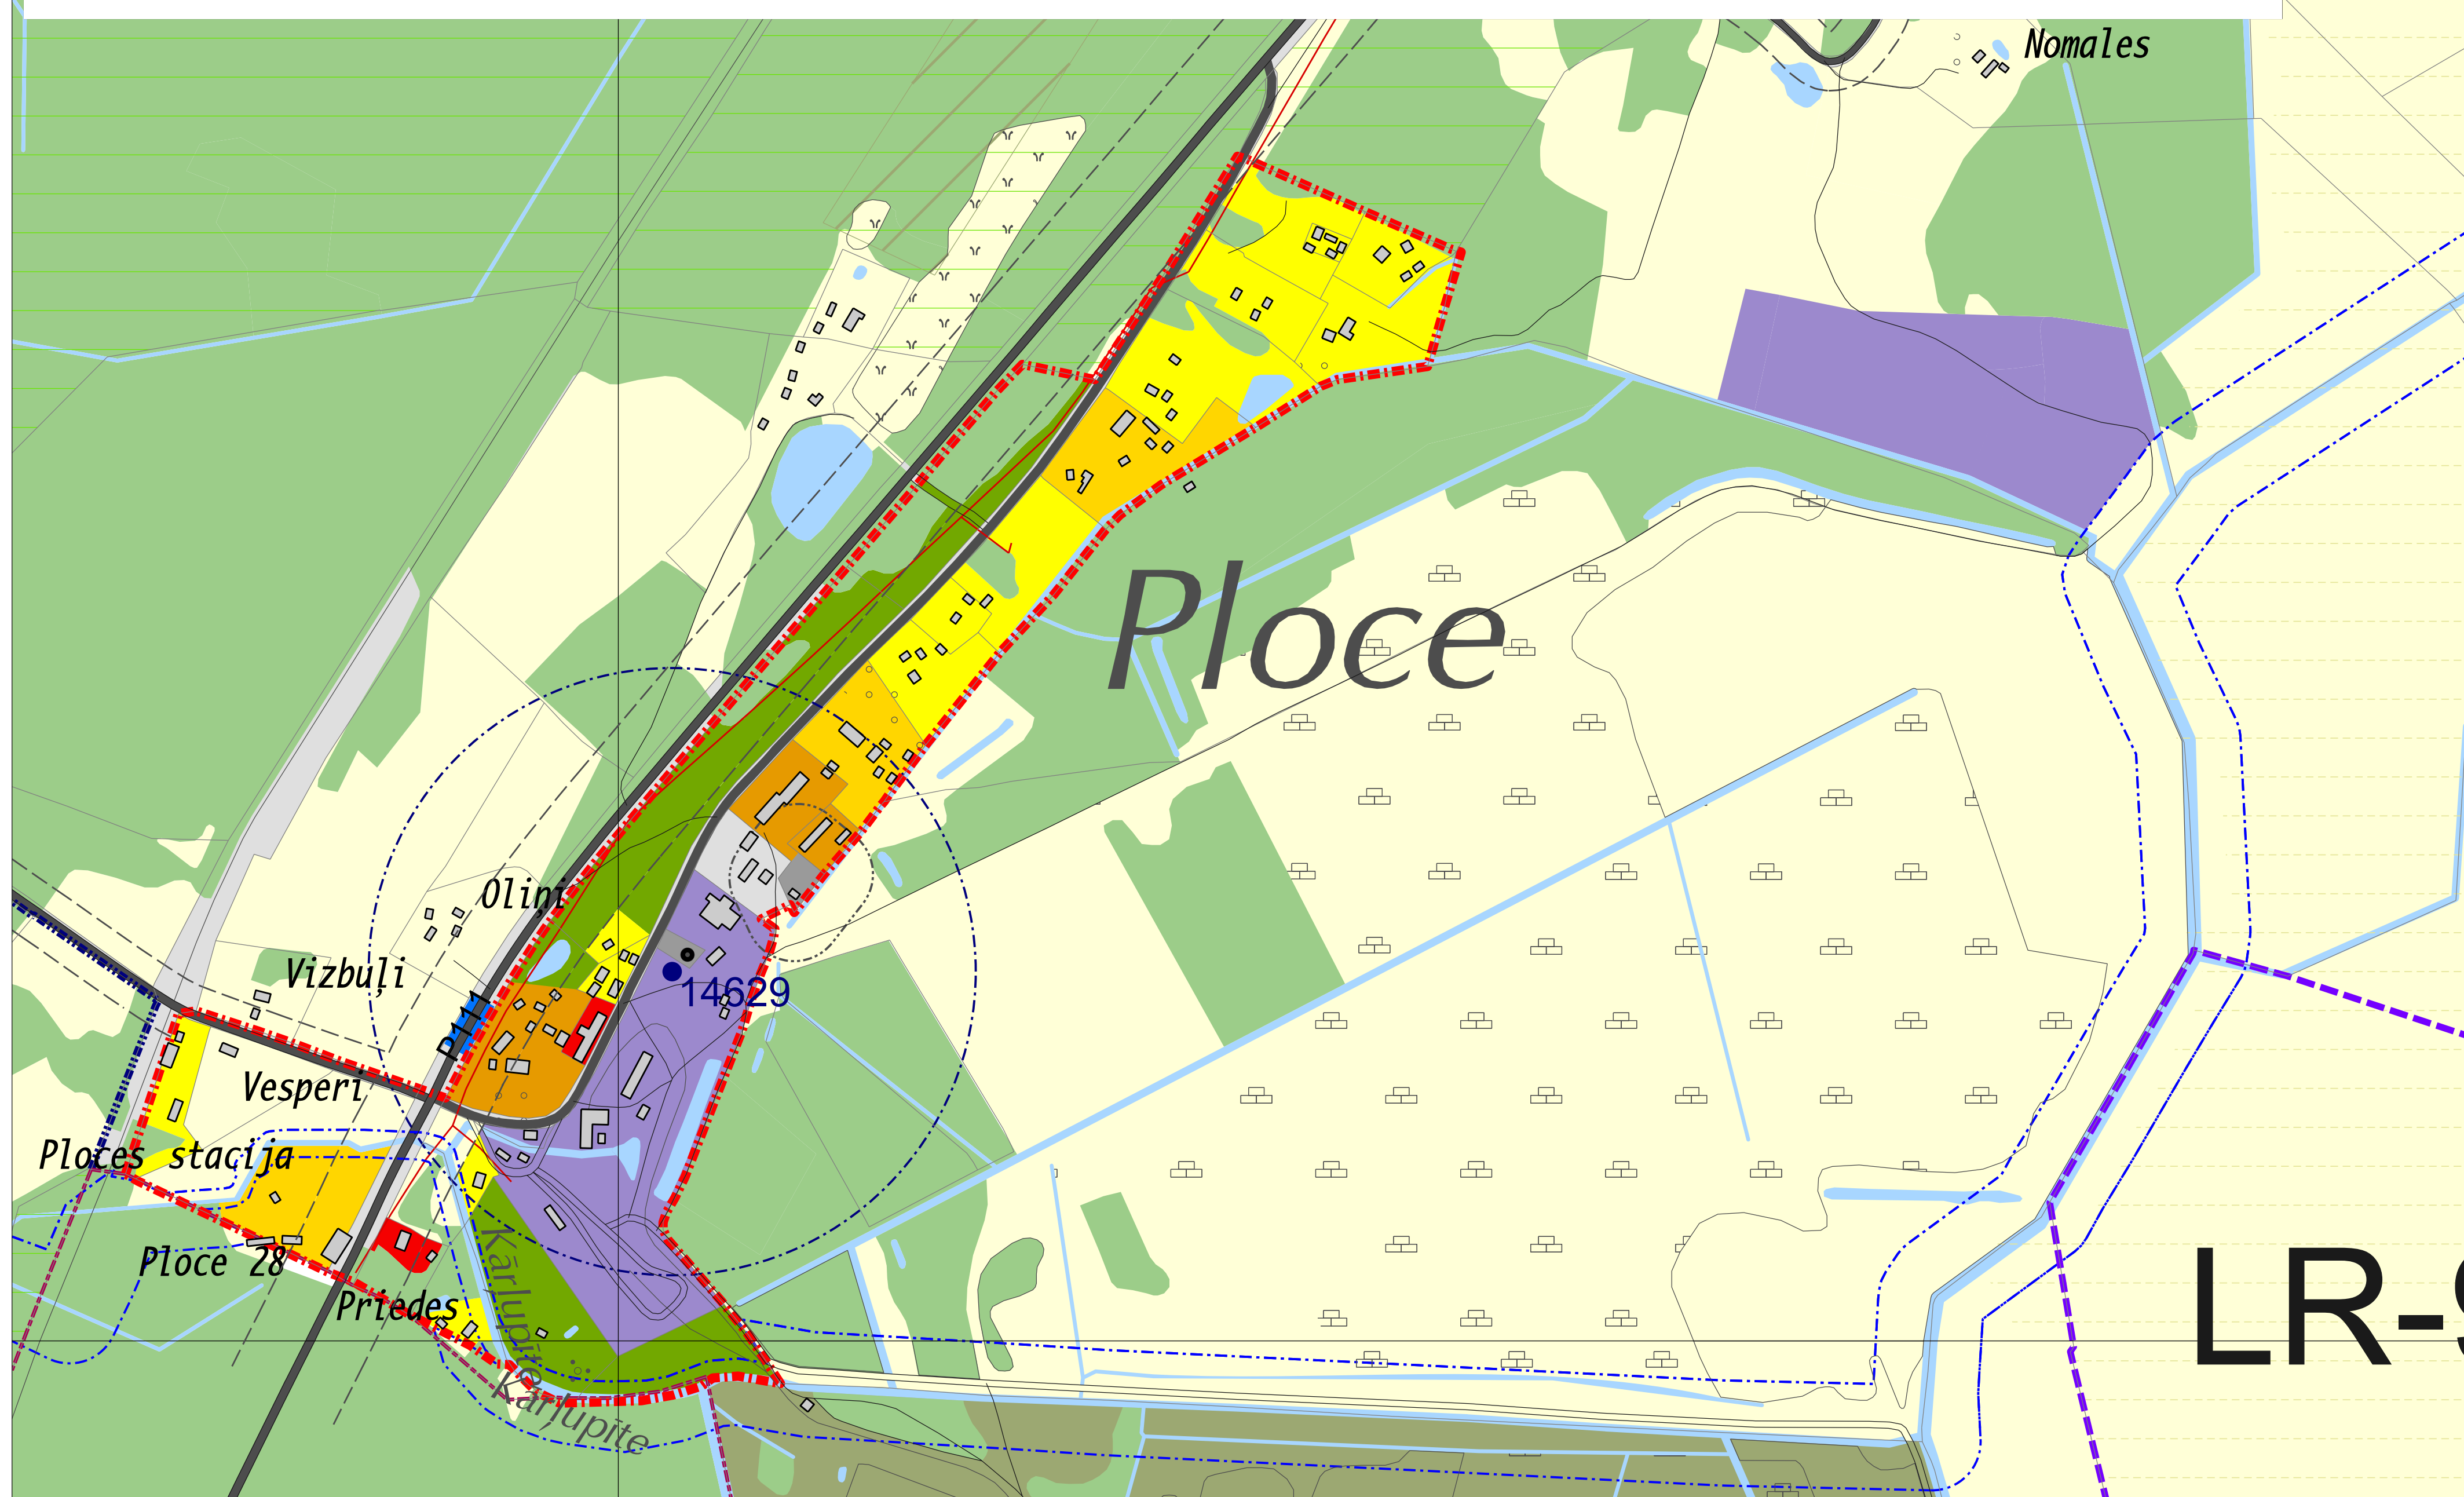 Nomales
Ploce
Oliņi
Vizbuļi
14629
P111
Vesperi
Ploces stacija
Ploce 28
Kārļupīte
Priedes
LR-
Kārļupīte